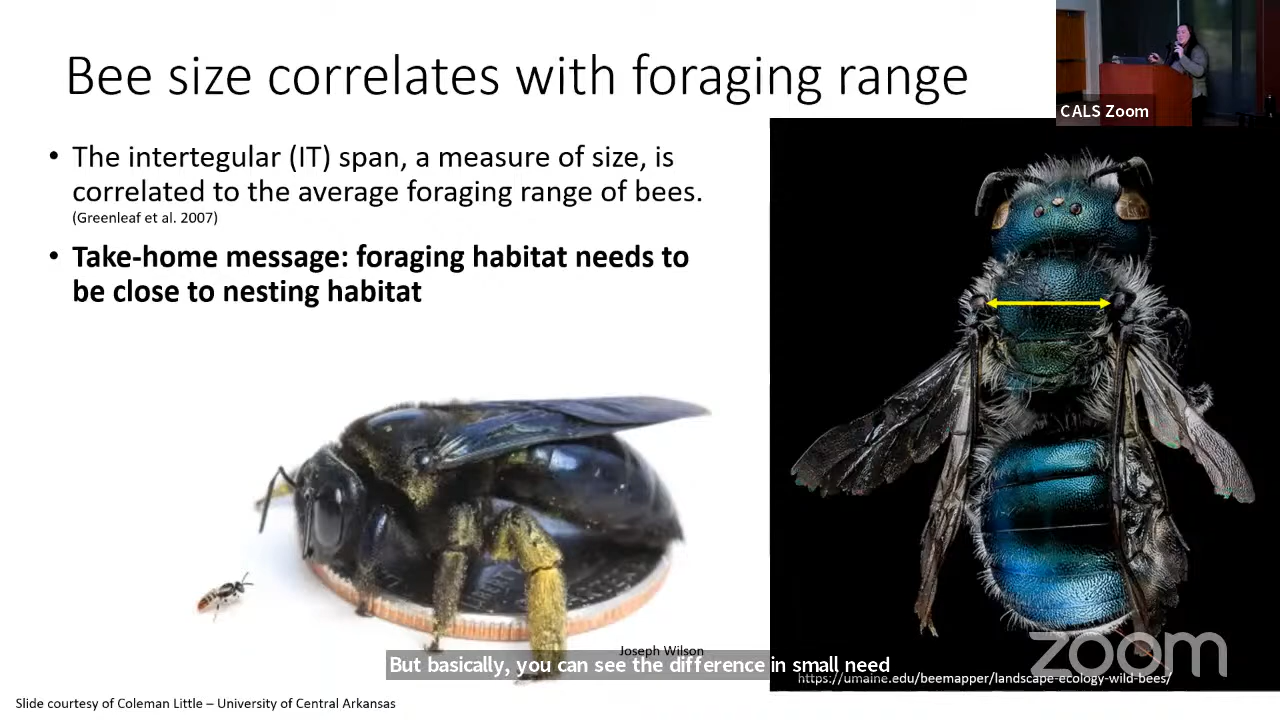 Bee size correlates with foraging range
CALS Zoom
• The intertegular (IT) span, a measure of size, is
correlated to the average foraging range of bees.
(Greenleaf et al. 2007)
• Take-home message: foraging habitat needs to
be close to nesting habitat
LIBERTY
Joseph Wilson
But basically, you can see the difference in small need
zoom
https://umaine.edu/beemapper/landscape-ecology-wild-bees/
Slide courtesy of Coleman Little – University of Central Arkansas